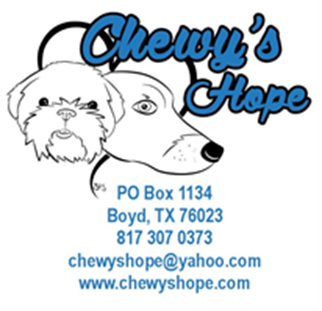 Chewy's
Hope
PO Box 1134
Boyd, TX 76023
817 307 0373
chewyshope@yahoo.com
www.chewyshope.com